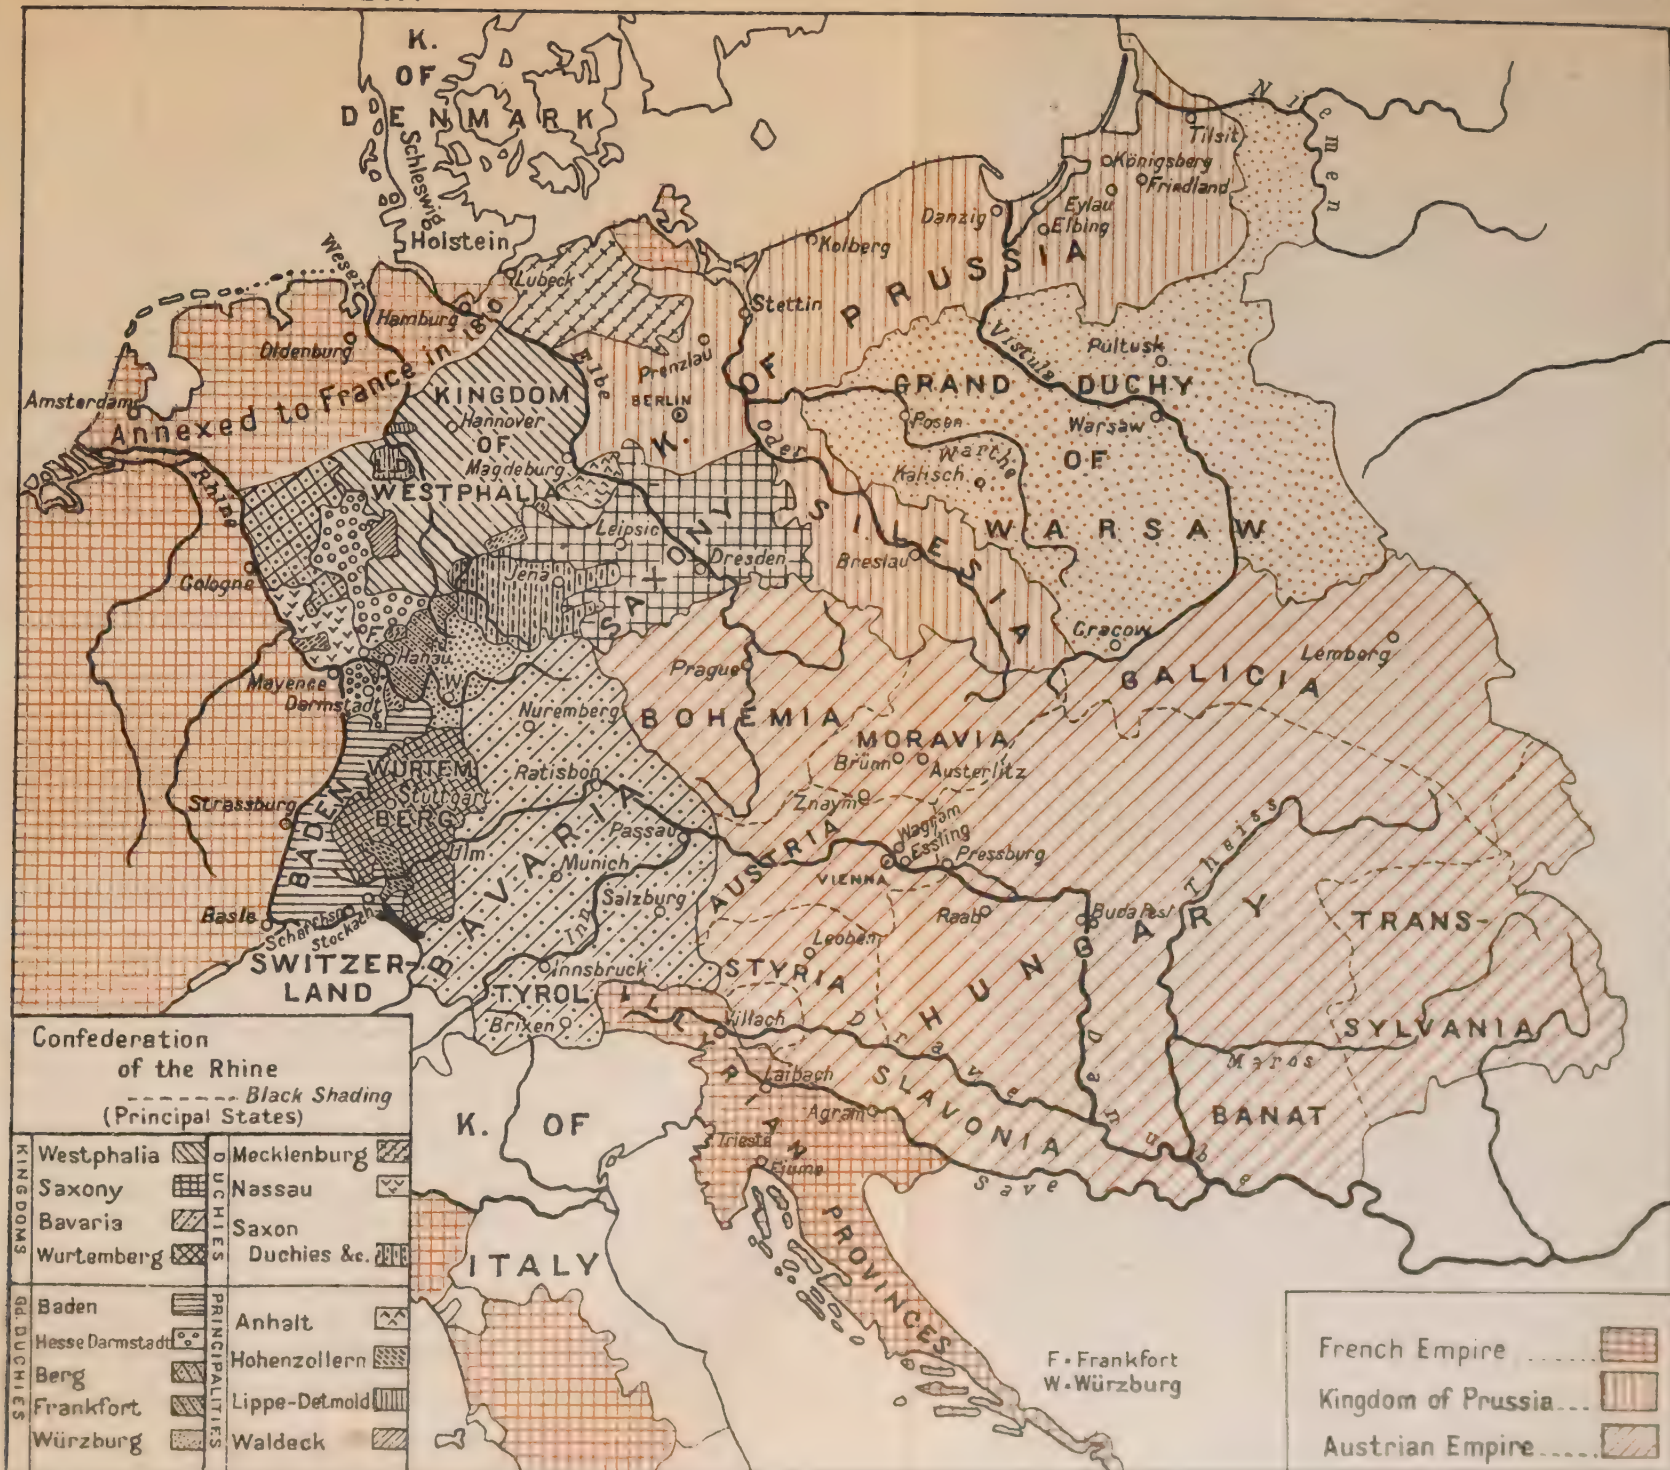 K.
OF
DENMARK
Schleswig
Holstein
Weser
Lubeck
Hamburg
Oldenburg
Annexed to France in 1810
Amsterdam
Rhine
Elbe
KINGDOM
OF
WESTPHALIA
Hannover
Magdeburg
L.D.
Niemen
Tilsit
Königsberg
Friedland
Eylau
Elbing
Danzig
Kolberg
Stettin
Prenzlau
BERLIN
K. OF PRUSSIA
Oder
Vistula
Pultusk
GRAND DUCHY
OF
WARSAW
Posen
Warsaw
Warthe
Kalisch
SILESIA
Breslau
Cracow
Lemberg
GALICIA
Leipsic
Dresden
SAXONY
Jena
Cologne
F
Hanau
Mayence
Darmstadt
W
Nuremberg
Prague
BOHEMIA
MORAVIA
Brünn
Austerlitz
Znaym
WURTEM
BERG
Stuttgart
Strassburg
BADEN
Ratisbon
Passau
Ulm
Munich
Salzburg
BAVARIA
Inn
AUSTRIA
VIENNA
Wagram
Essling
Pressburg
Raab
Buda Pest
Theiss
HUNGARY
TRANS-
SYLVANIA
Maros
BANAT
Basle
Schaffhsn
Stockach
SWITZER-
LAND
Innsbruck
TYROL
Brixen
Leoben
STYRIA
Villach
Drave
Danube
Laibach
Agram
SLAVONIA
Save
Trieste
Fiume
ILLYRIAN
PROVINCES
K. OF
ITALY
Confederation
of the Rhine
------- Black Shading
(Principal States)
KINGDOMS
Westphalia
Saxony
Bavaria
Wurtemberg
DUCHIES
Mecklenburg
Nassau
Saxon
Duchies &c.
Gd. DUCHIES
Baden
Hesse Darmstadt
Berg
Frankfort
Würzburg
PRINCIPALITIES
Anhalt
Hohenzollern
Lippe-Detmold
Waldeck
F. Frankfort
W. Würzburg
French Empire ......
Kingdom of Prussia...
Austrian Empire.....